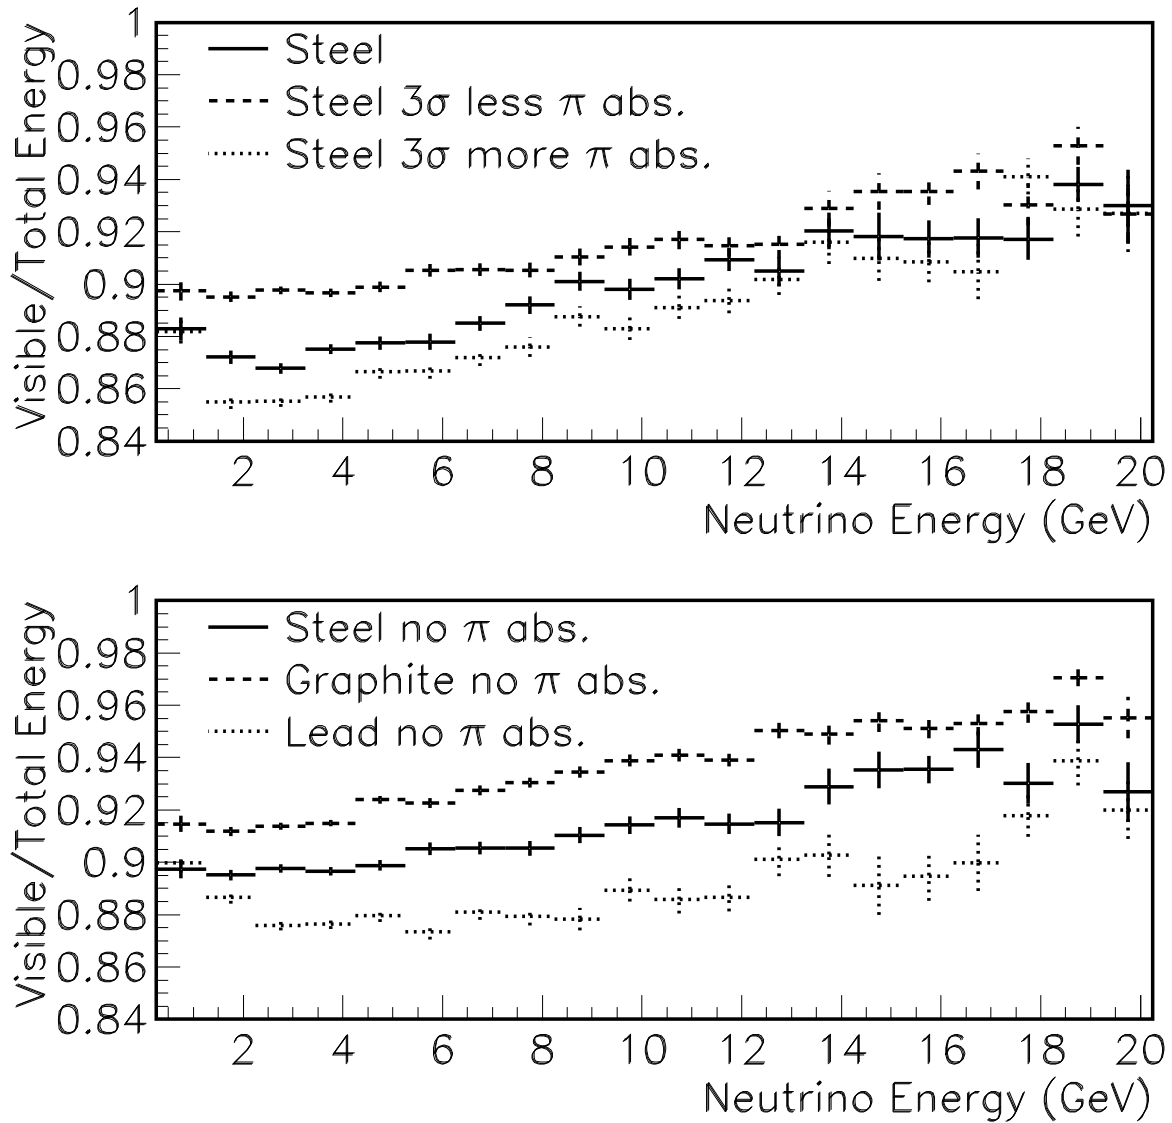 Visible/Total Energy
1
0.98
0.96
0.94
0.92
0.9
0.88
0.86
0.84
Steel
Steel 3σ less π abs.
Steel 3σ more π abs.
2 4 6 8 10 12 14 16 18 20
Neutrino Energy (GeV)
Visible/Total Energy
1
0.98
0.96
0.94
0.92
0.9
0.88
0.86
0.84
Steel no π abs.
Graphite no π abs.
Lead no π abs.
2 4 6 8 10 12 14 16 18 20
Neutrino Energy (GeV)